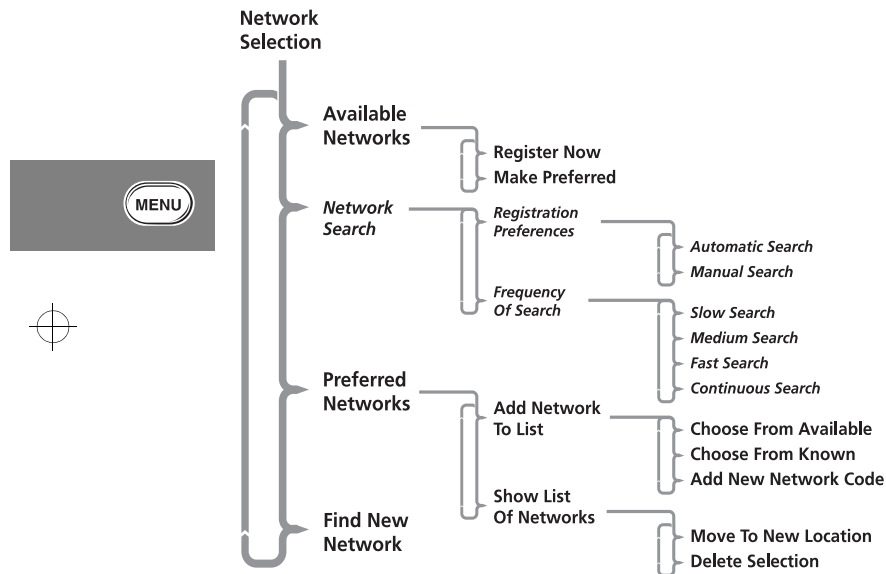 Network
Selection
Available
Networks
Register Now
Make Preferred
MENU
Network
Search
Registration
Preferences
Automatic Search
Manual Search
Frequency
Of Search
Slow Search
Medium Search
Fast Search
Continuous Search
Preferred
Networks
Add Network
To List
Choose From Available
Choose From Known
Add New Network Code
Show List
Of Networks
Move To New Location
Delete Selection
Find New
Network